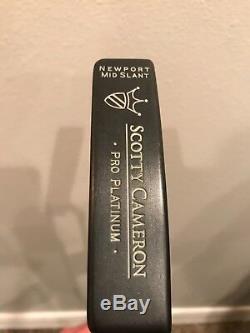 NEWPORT
MID SLANT
SCOTTY CAMERON
· PRO PLATINUM ·